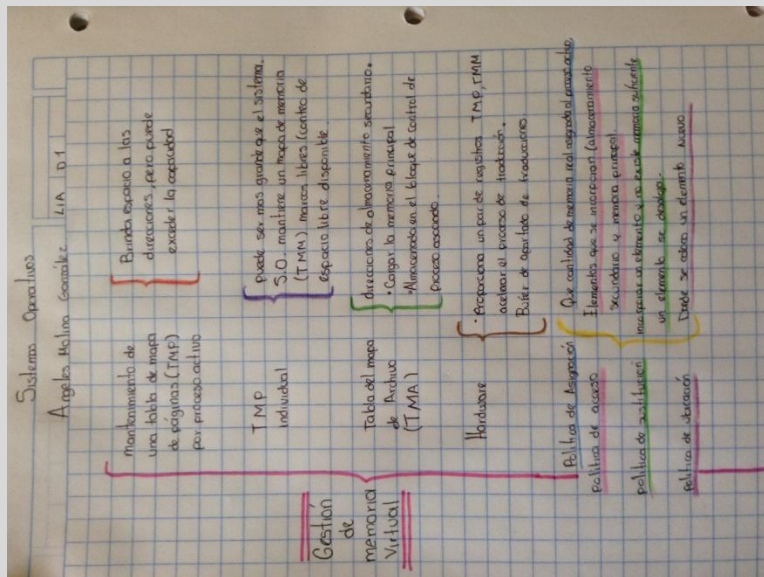 Sistemas Operativos
Angeles Molina González LIA D1
Gestión
de
memoria
Virtual
mantenimiento de
una tabla de mapa
de páginas (TMP)
por proceso activo
Brinda espacio a las
direcciones, pero puede
exceder la capacidad
TMP
individual
puede ser mas grande que el sistema.
S.O. mantiene un mapa de memoria
(TMM) marcos libres (conteo de
espacio libre disponible
Tabla del mapa
de Archivo
(TMA)
direcciones de almacenamiento secundario.
• Cargar la memoria principal
• Almacenada en el bloque de control de
proceso asociado.
Hardware
• Proporciona un par de registros TMP, TMM
acelerar el proceso de traducción.
Bufer de apartado de traducciones
Política de Asignación
Que cantidad de memoria real asignada al proceso activo.
política de acceso
Elementos que se incorporan (almacenamiento
secundario y memoria principal).
política de sustitución
incorporar un elemento y no existe memoria suficiente
un elemento se desaloja.
política de ubicación
Donde se coloca un elemento nuevo